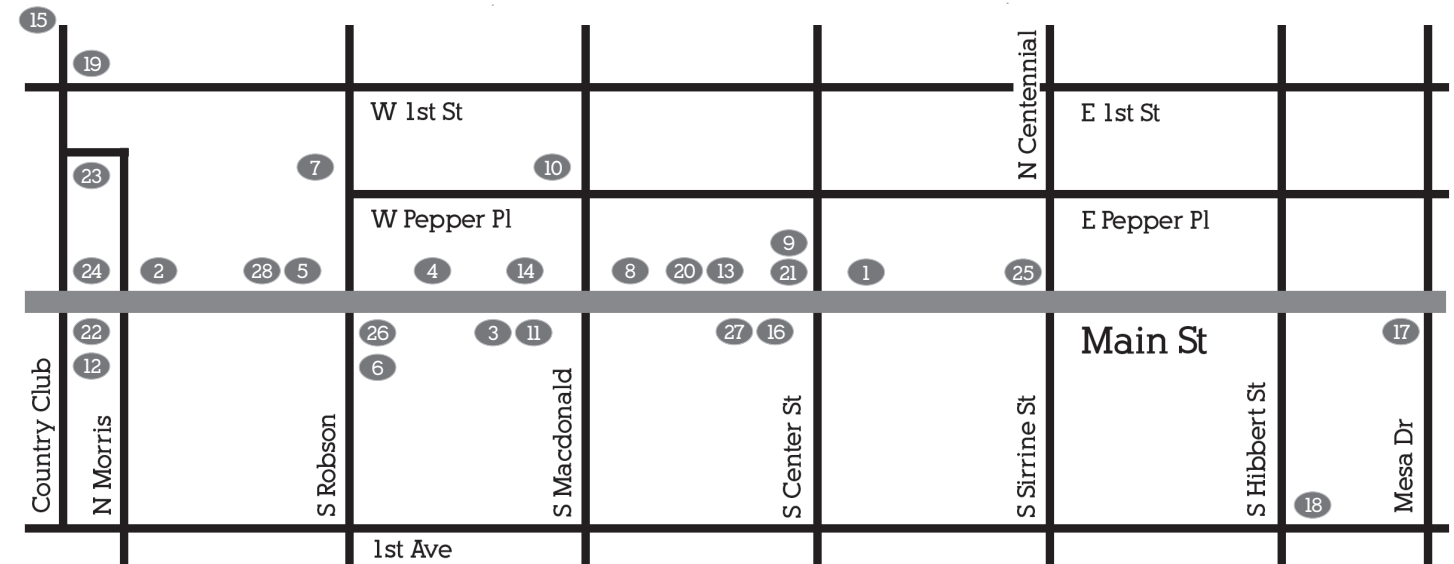 15
19
N Centennial
W 1st St
E 1st St
7
10
23
W Pepper Pl
E Pepper Pl
9
24
2
28
5
4
14
8
20
13
21
1
25
22
26
3
11
27
16
Main St
17
12
6
Country Club
N Morris
S Robson
S Macdonald
S Center St
S Sirrine St
S Hibbert St
Mesa Dr
18
1st Ave